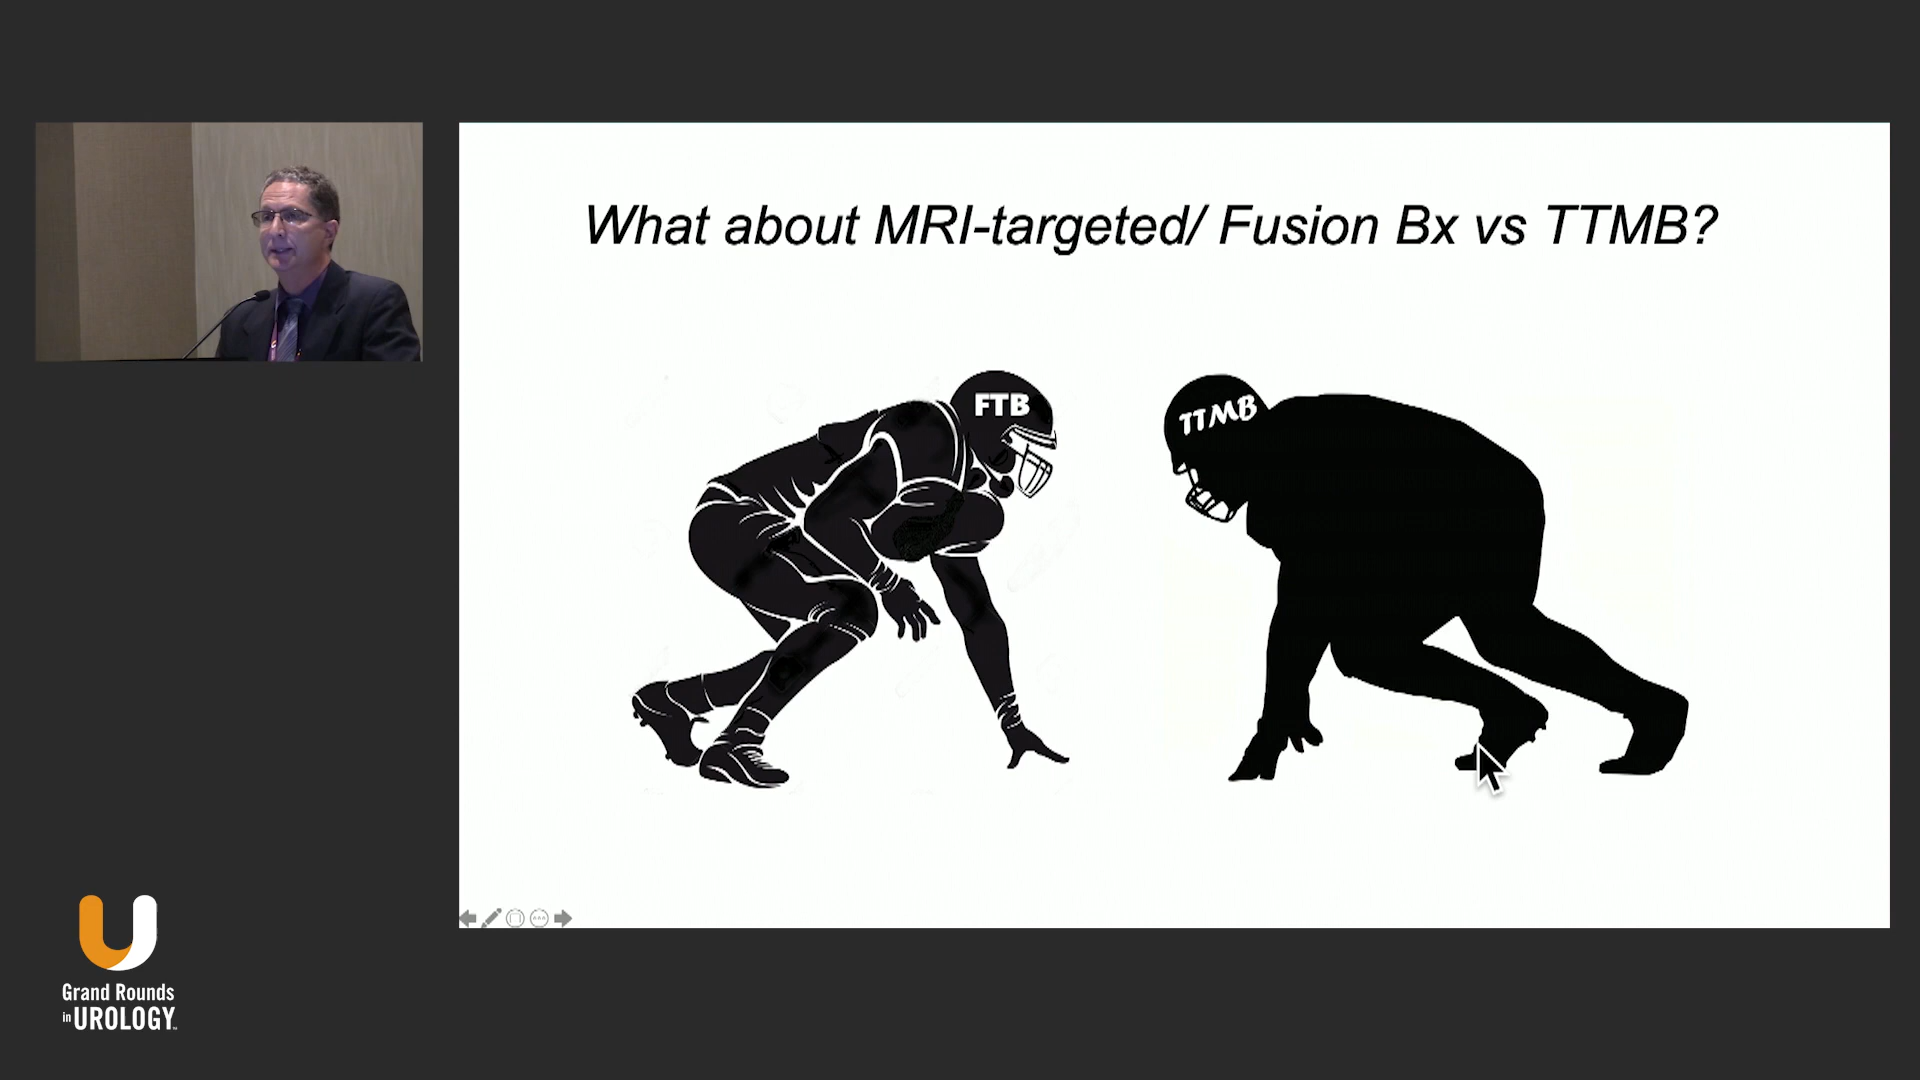 What about MRI-targeted/ Fusion Bx vs TTMB?
FTB
TTMB
Grand Rounds
in UROLOGY